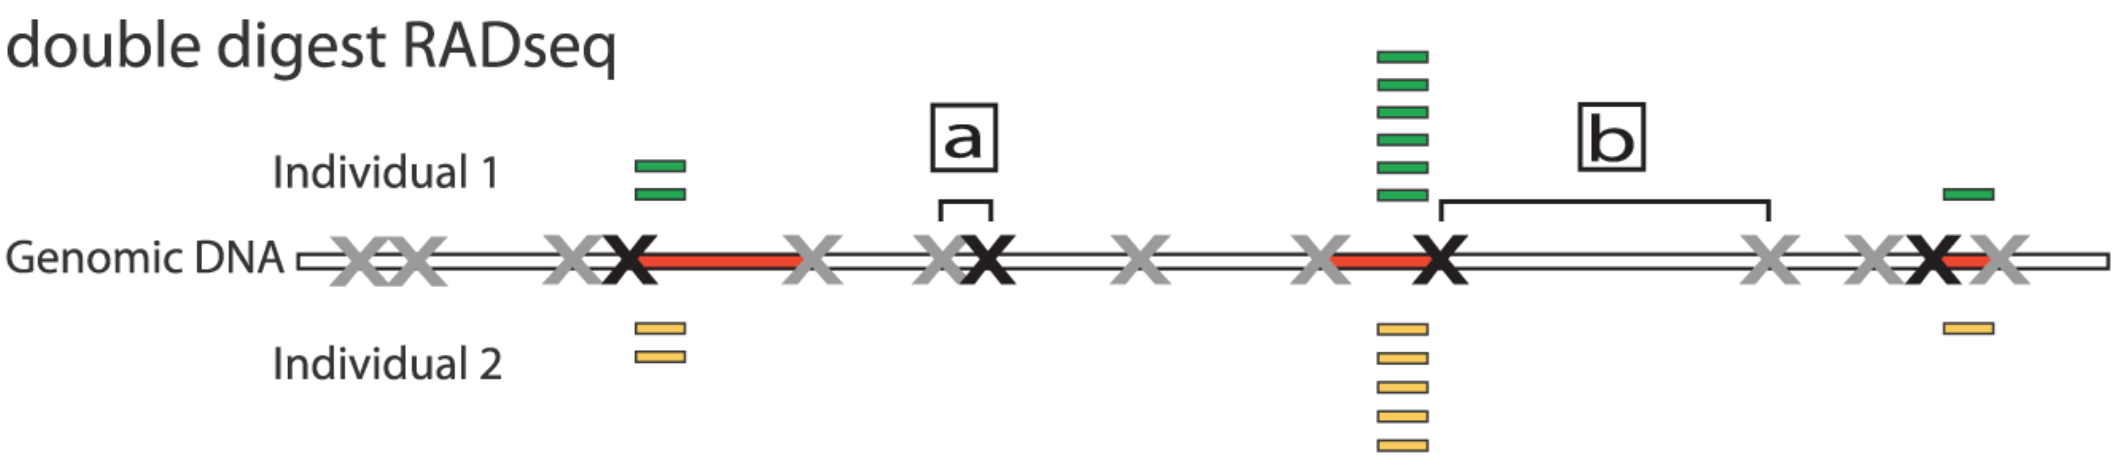 double digest RADseq
a
b
Individual 1
Genomic DNA
Individual 2